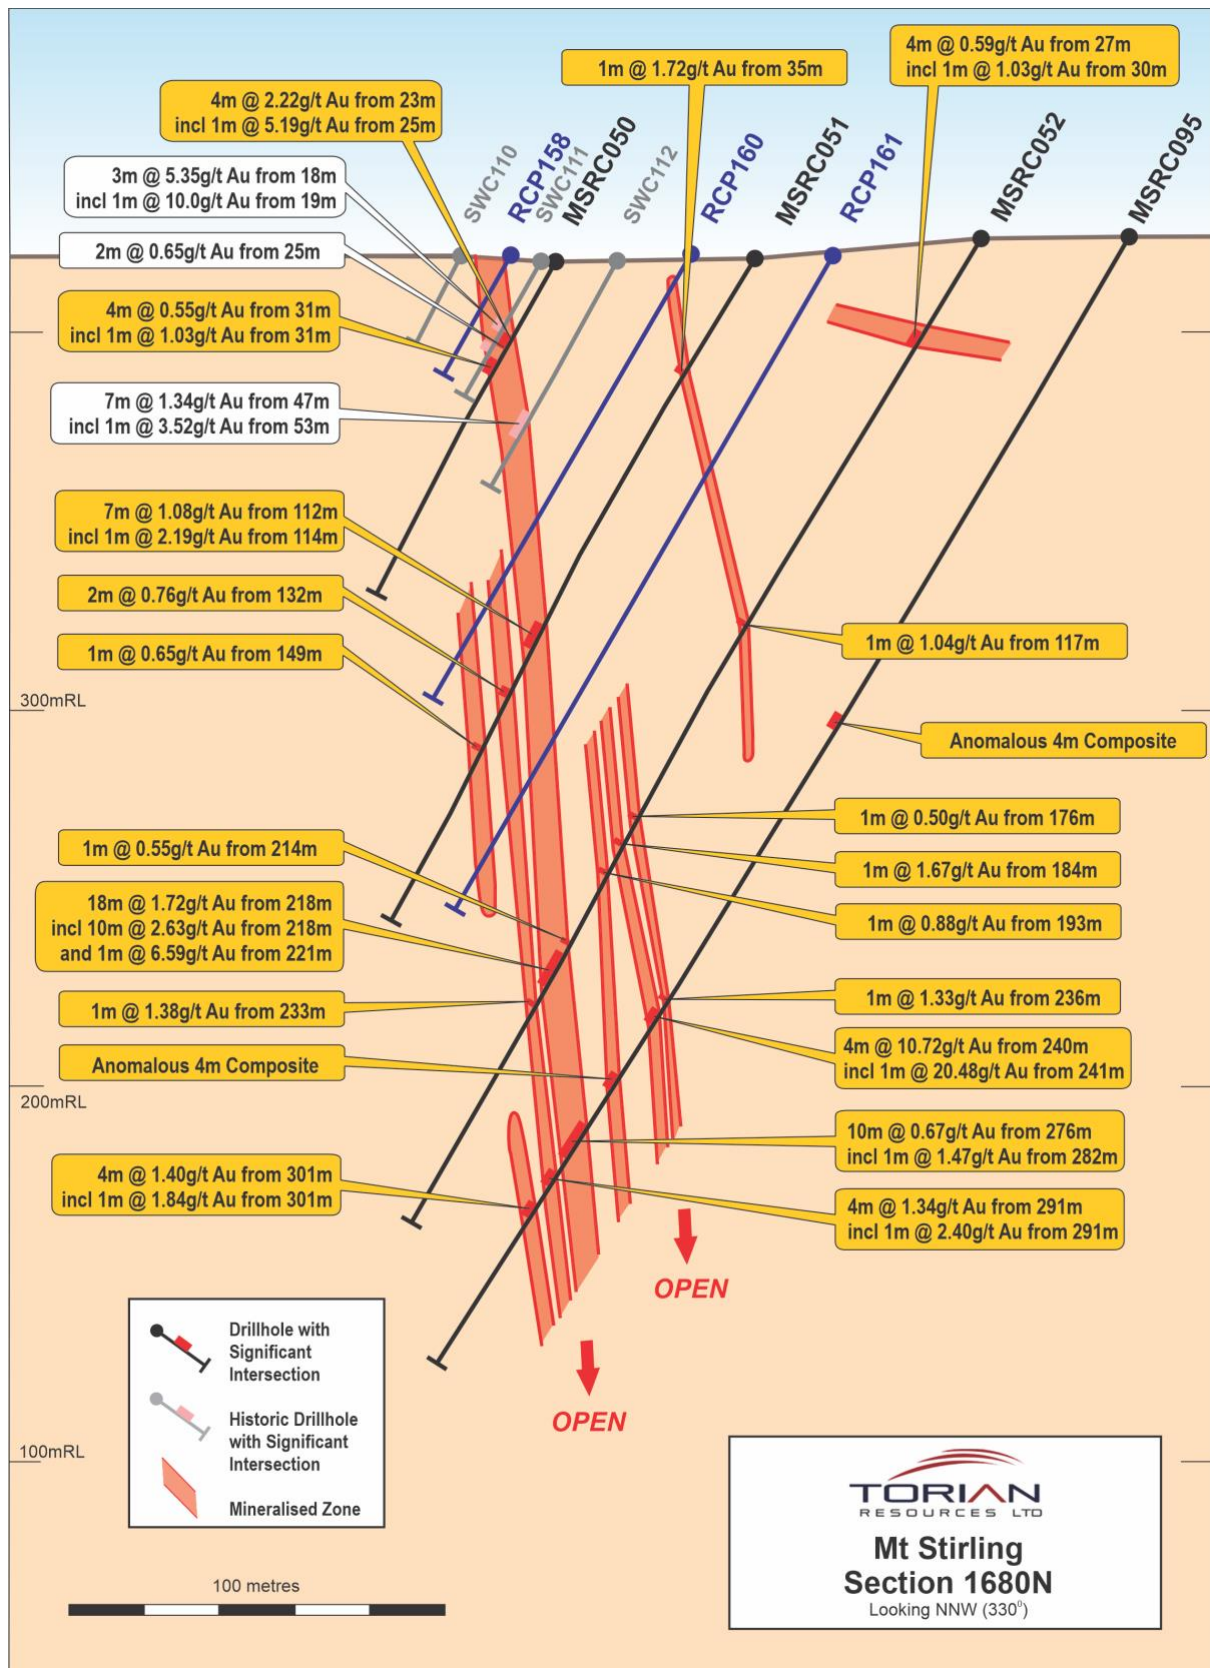 4m @ 0.59g/t Au from 27m
incl 1m @ 1.03g/t Au from 30m
1m @ 1.72g/t Au from 35m
4m @ 2.22g/t Au from 23m
incl 1m @ 5.19g/t Au from 25m
3m @ 5.35g/t Au from 18m
incl 1m @ 10.0g/t Au from 19m
2m @ 0.65g/t Au from 25m
4m @ 0.55g/t Au from 31m
incl 1m @ 1.03g/t Au from 31m
7m @ 1.34g/t Au from 47m
incl 1m @ 3.52g/t Au from 53m
SWC110
RCP158
SWC111
MSRC050
SWC112
RCP160
MSRC051
RCP161
MSRC052
MSRC095
7m @ 1.08g/t Au from 112m
incl 1m @ 2.19g/t Au from 114m
2m @ 0.76g/t Au from 132m
1m @ 0.65g/t Au from 149m
1m @ 1.04g/t Au from 117m
300mRL
Anomalous 4m Composite
1m @ 0.50g/t Au from 176m
1m @ 1.67g/t Au from 184m
1m @ 0.88g/t Au from 193m
1m @ 0.55g/t Au from 214m
18m @ 1.72g/t Au from 218m
incl 10m @ 2.63g/t Au from 218m
and 1m @ 6.59g/t Au from 221m
1m @ 1.38g/t Au from 233m
Anomalous 4m Composite
1m @ 1.33g/t Au from 236m
4m @ 10.72g/t Au from 240m
incl 1m @ 20.48g/t Au from 241m
200mRL
10m @ 0.67g/t Au from 276m
incl 1m @ 1.47g/t Au from 282m
4m @ 1.40g/t Au from 301m
incl 1m @ 1.84g/t Au from 301m
4m @ 1.34g/t Au from 291m
incl 1m @ 2.40g/t Au from 291m
OPEN
OPEN
Drillhole with
Significant
Intersection
Historic Drillhole
with Significant
Intersection
Mineralised Zone
100mRL
100 metres
TORIAN
RESOURCES LTD
Mt Stirling
Section 1680N
Looking NNW (330⁰)